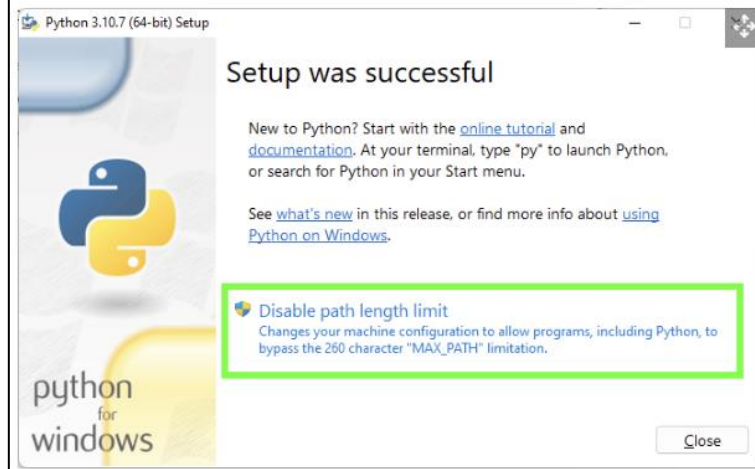 Python 3.10.7 (64-bit) Setup
Setup was successful
New to Python? Start with the online tutorial and
documentation. At your terminal, type "py" to launch Python,
or search for Python in your Start menu.
See what's new in this release, or find more info about using
Python on Windows.
Disable path length limit
Changes your machine configuration to allow programs, including Python, to
bypass the 260 character "MAX_PATH" limitation.
python
for
windows
Close